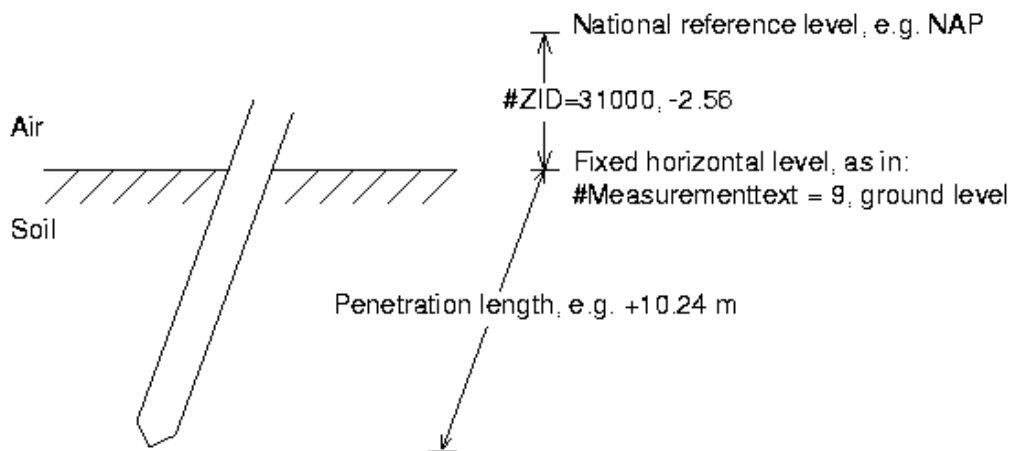 National reference level, e.g. NAP
#ZID=31000, -2.56
Air
Fixed horizontal level, as in:
#Measurementtext = 9, ground level
Soil
Penetration length, e.g. +10.24 m